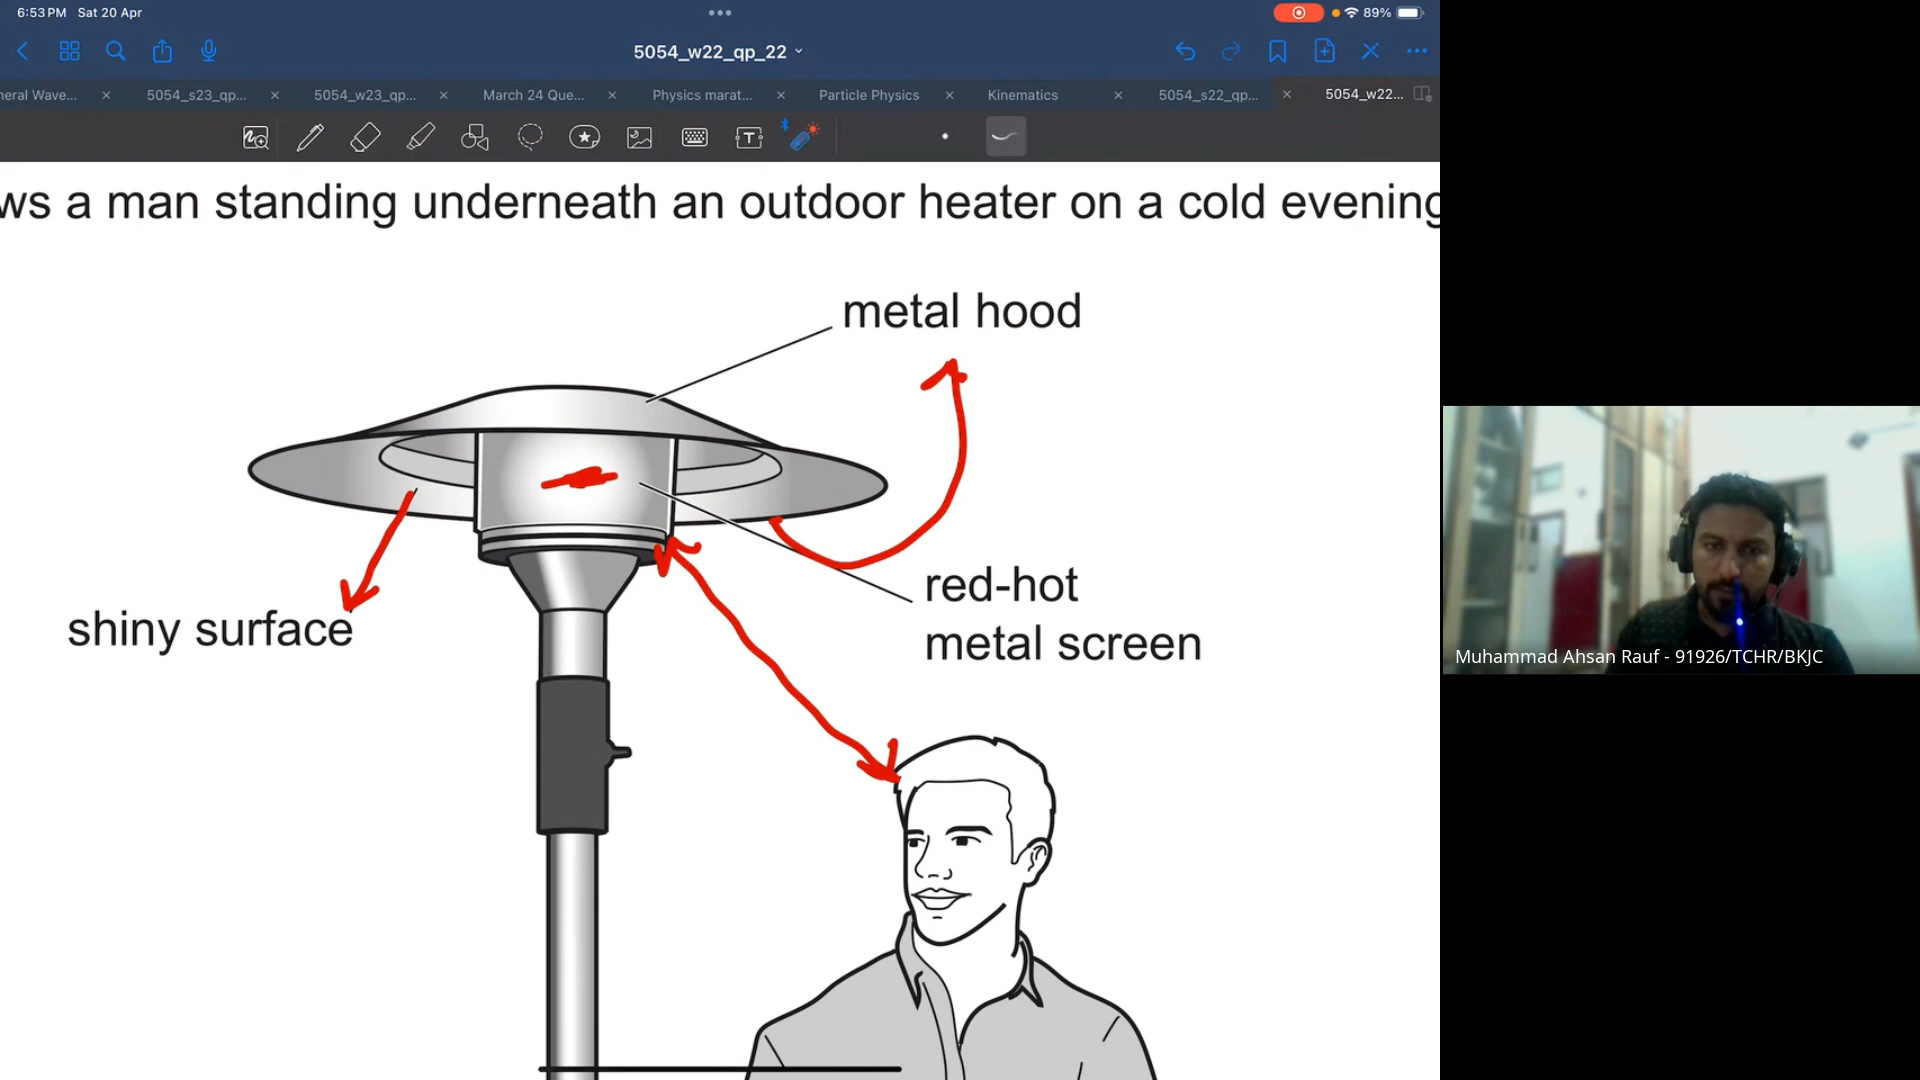 6:53 PM Sat 20 Apr
89%
5054_w22_qp_22
neral Wave...
5054_s23_qp...
5054_w23_qp...
March 24 Que...
Physics marat...
Particle Physics
Kinematics
5054_s22_qp...
5054_w22...
ws a man standing underneath an outdoor heater on a cold evening
metal hood
red-hot
metal screen
shiny surface
Muhammad Ahsan Rauf - 91926/TCHR/BKJC